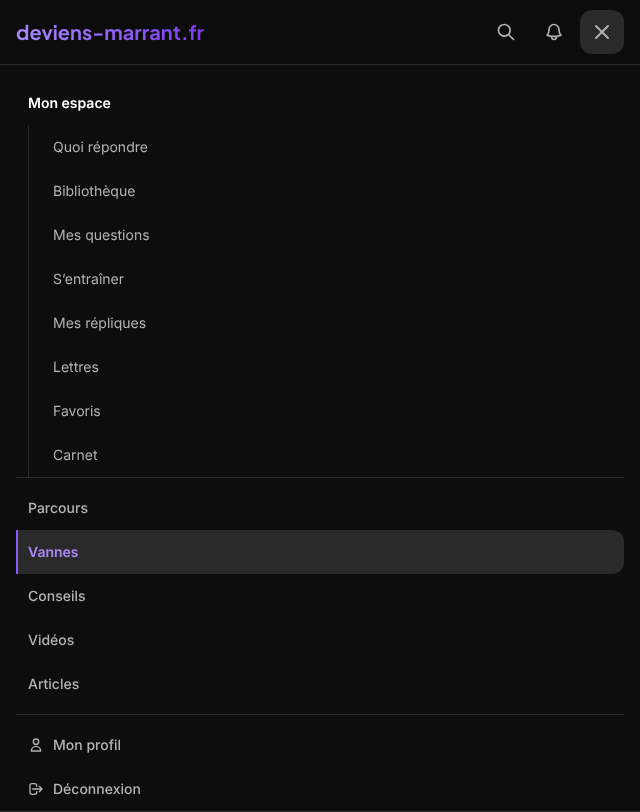 deviens-marrant.fr
Mon espace
Quoi répondre
Bibliothèque
Mes questions
S’entraîner
Mes répliques
Lettres
Favoris
Carnet
Parcours
Vannes
Conseils
Vidéos
Articles
Mon profil
Déconnexion